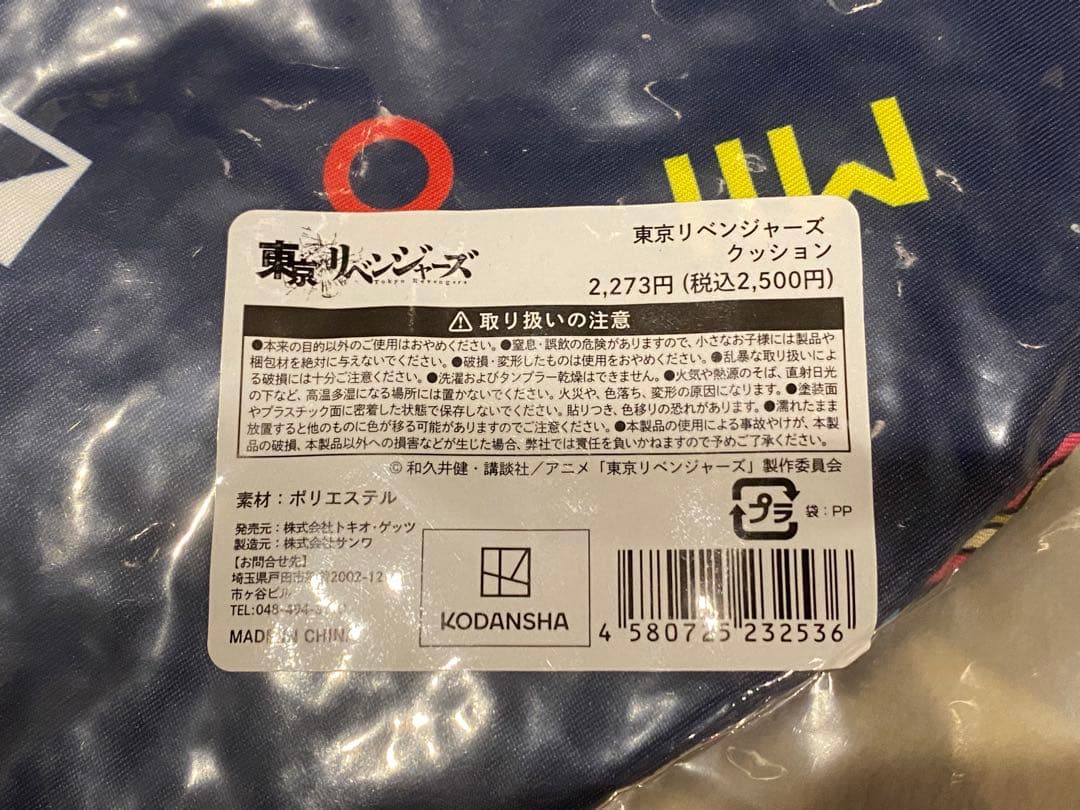 東京リベンジャーズ
Tokyo Revengers
東京リベンジャーズ
クッション
2,273円(税込2,500円)
取り扱いの注意
●本来の目的以外のご使用はおやめください。●窒息・誤飲の危険がありますので、小さなお子様には製品や
梱包材を絶対に与えないでください。●破損・変形したものは使用をおやめください。●乱暴な取り扱いによ
る破損には十分ご注意ください。●洗濯およびタンブラー乾燥はできません。●火気や熱源のそば、直射日光
の下など、高温多湿になる場所には置かないでください。火災や、色落ち、変形の原因になります。●塗装面
やプラスチック面に密着した状態で保存しないでください。貼りつき、色移りの恐れがあります。●濡れたまま
放置すると他のものに色が移る可能がありますのでご注意ください。●本製品の使用による事故やけが、本製
品の破損、本製品以外への損害などが生じた場合、弊社では責任を負いかねますので予めご了承ください。
© 和久井健・講談社／アニメ「東京リベンジャーズ」製作委員会
素材：ポリエステル
プラ
袋：PP
発売元：株式会社トキオ・ゲッツ
製造元：株式会社サンワ
【お問合せ先】
埼玉県戸田市 2002-12
市ヶ谷ビル
TEL:048-494-
MADE IN CHINA
KODANSHA
4 580725 232536